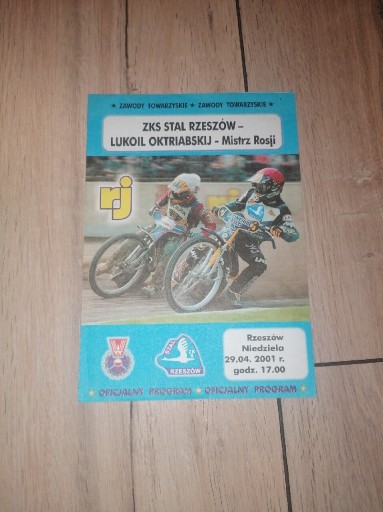 ★ ZAWODY TOWARZYSKIE ★ ZAWODY TOWARZYSKIE ★
ZKS STAL RZESZÓW –
LUKOIL OKTRIABSKIJ - Mistrz Rosji
rj
Rzeszów
Niedziela
29.04. 2001 r.
godz. 17.00
STAL
RZESZÓW
★ OFICJALNY PROGRAM ★ OFICJALNY PROGRAM ★